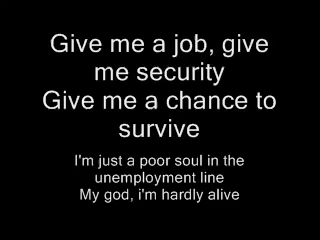 Give me a job, give
me security
Give me a chance to
survive
I'm just a poor soul in the
unemployment line
My god, i'm hardly alive